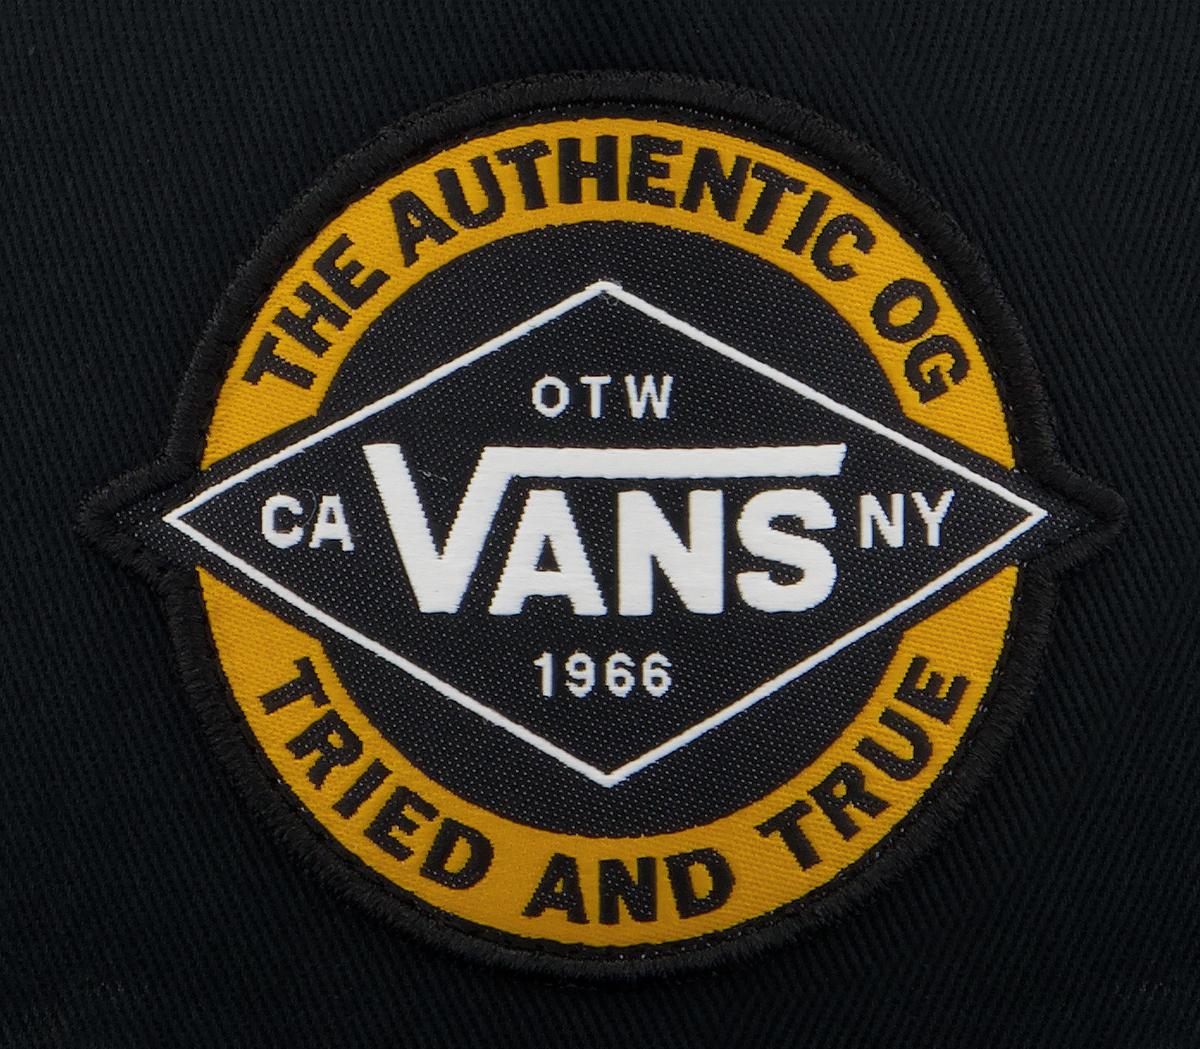 THE AUTHENTIC OG
OTW
CA VANS NY
1966
TRIED AND TRUE